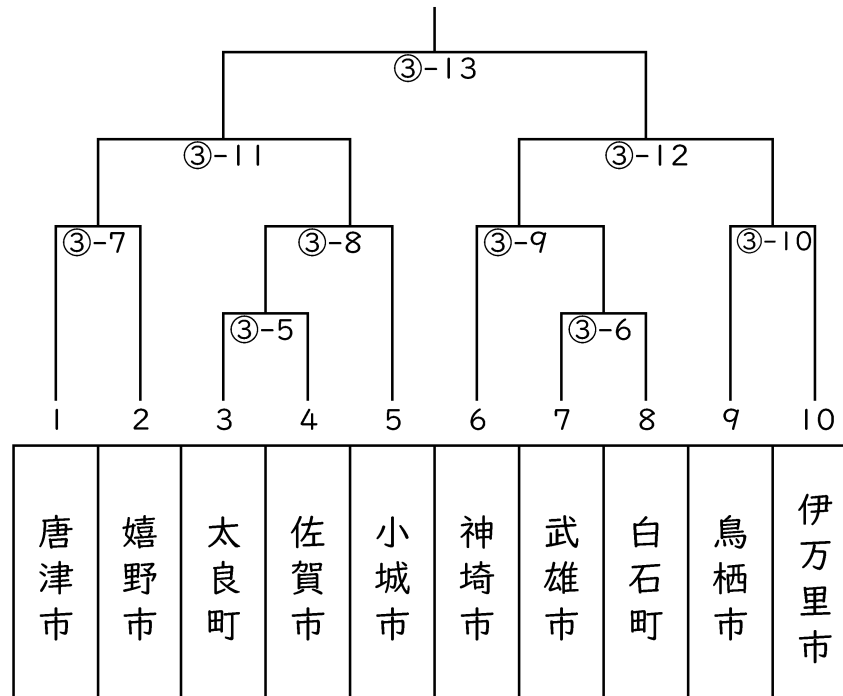 ③-13
③-11 ③-12
③-7 ③-8 ③-9 ③-10
③-5 ③-6
1 2 3 4 5 6 7 8 9 10
唐津市
嬉野市
太良町
佐賀市
小城市
神埼市
武雄市
白石町
鳥栖市
伊万里市